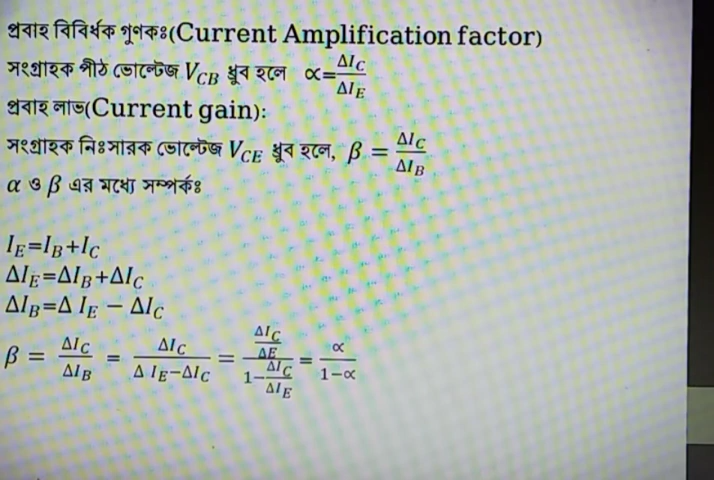 প্রবাহ বিবর্ধক গুণকঃ(Current Amplification factor)
সংগ্রাহক পীঠ ভোল্টেজ V_CB ধ্রুব হলে ∝=ΔI_C/ΔI_E
প্রবাহ লাভ(Current gain):
সংগ্রাহক নিঃসারক ভোল্টেজ V_CE ধ্রুব হলে, β = ΔI_C/ΔI_B
α ও β এর মধ্যে সম্পর্কঃ
I_E=I_B+I_C
ΔI_E=ΔI_B+ΔI_C
ΔI_B=Δ I_E − ΔI_C
β = ΔI_C/ΔI_B = ΔI_C/(Δ I_E−ΔI_C) = (ΔI_C/ΔE)/(1−ΔI_C/ΔI_E) = ∝/(1−∝)